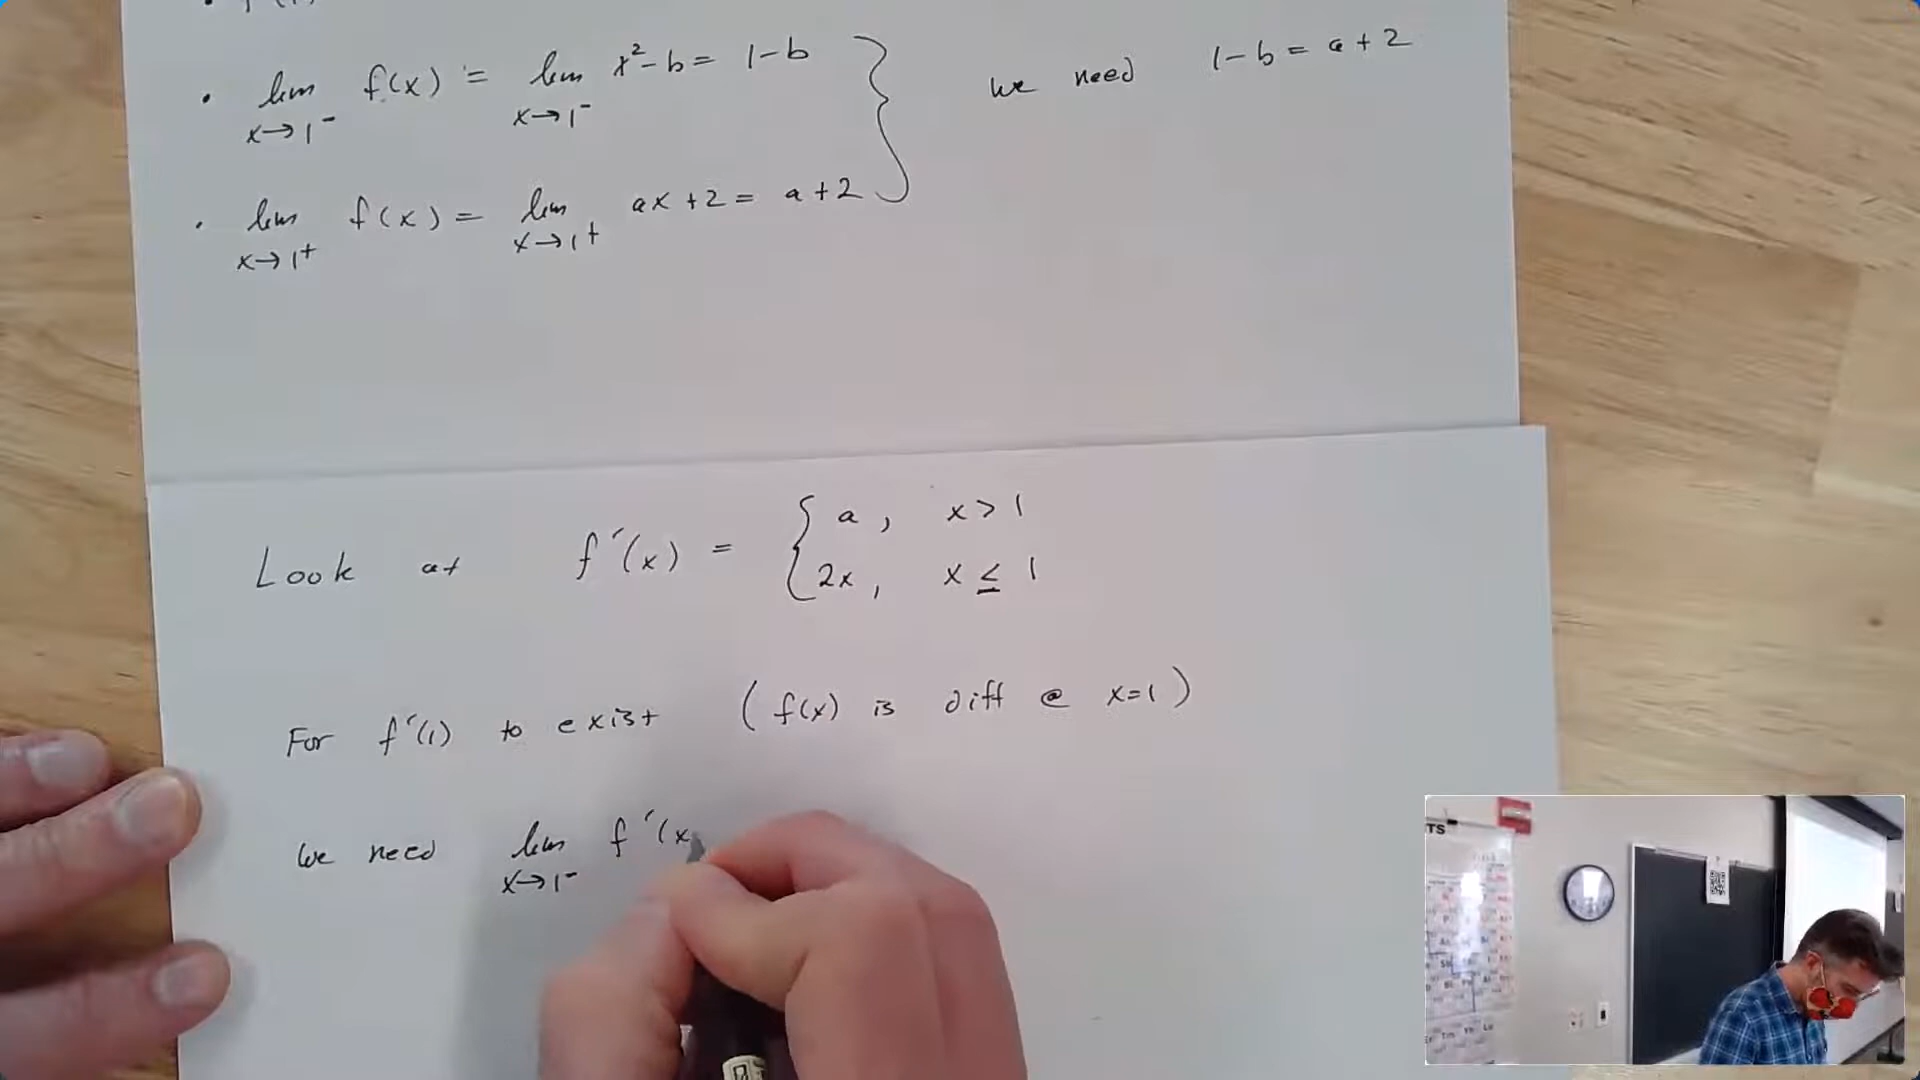 lim f(x) = lim x²-b = 1-b
x→1⁻ x→1⁻
We need 1-b = a+2
lim f(x) = lim ax+2 = a+2
x→1⁺ x→1⁺
Look at f'(x) = { a, x > 1
2x, x ≤ 1
For f'(1) to exist (f(x) is diff @ x=1)
We need lim f'(x
x→1⁻
TS